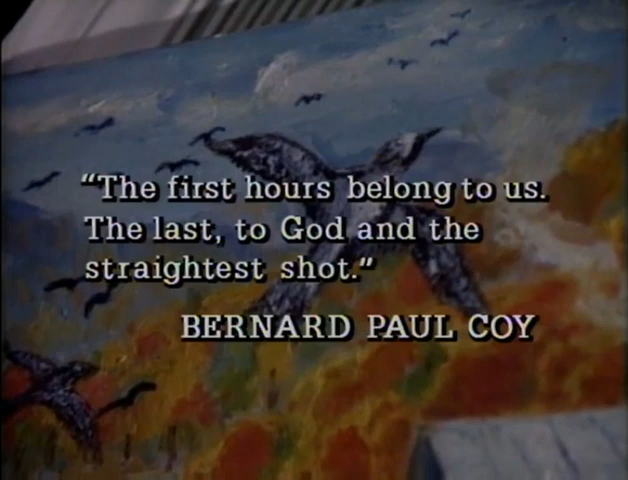 “The first hours belong to us.
The last, to God and the
straightest shot.”
BERNARD PAUL COY